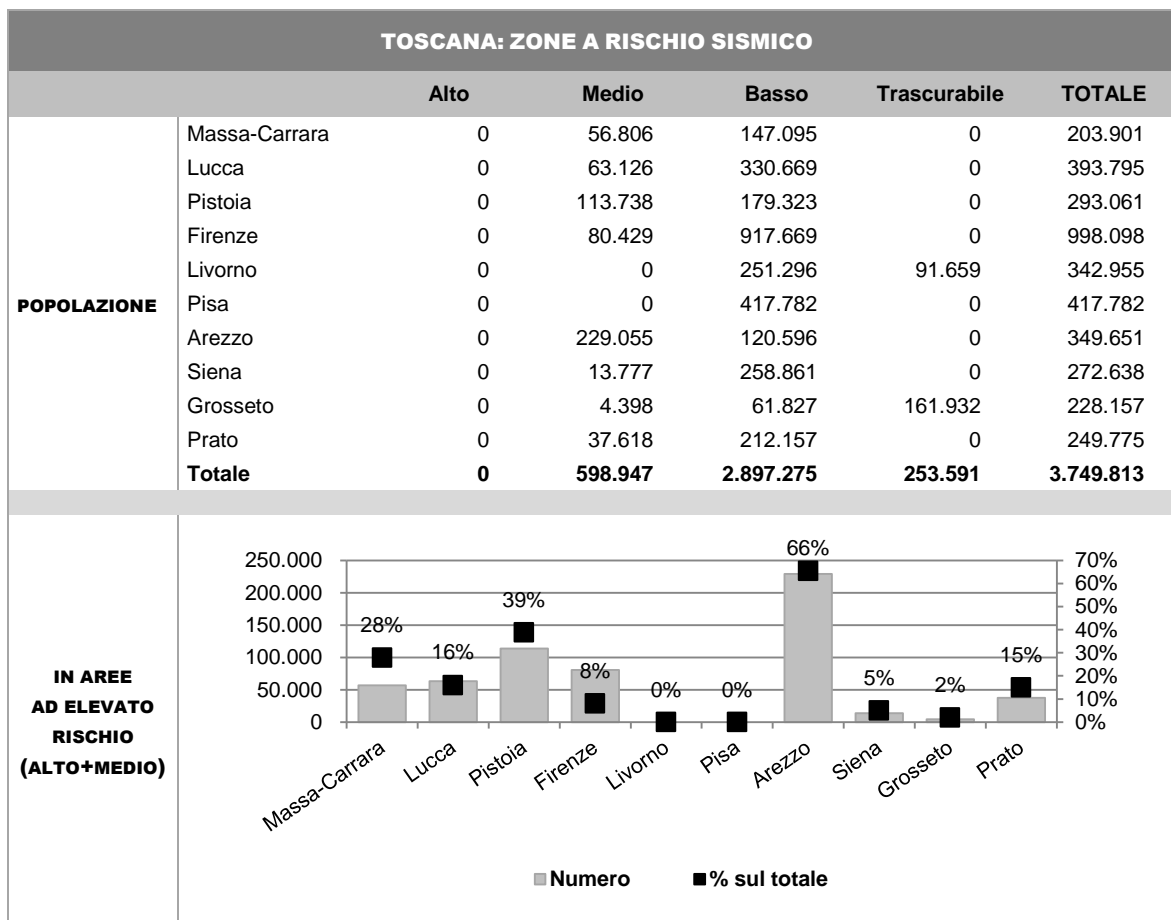 TOSCANA: ZONE A RISCHIO SISMICO
Alto Medio Basso Trascurabile TOTALE
POPOLAZIONE
Massa-Carrara 0 56.806 147.095 0 203.901
Lucca 0 63.126 330.669 0 393.795
Pistoia 0 113.738 179.323 0 293.061
Firenze 0 80.429 917.669 0 998.098
Livorno 0 0 251.296 91.659 342.955
Pisa 0 0 417.782 0 417.782
Arezzo 0 229.055 120.596 0 349.651
Siena 0 13.777 258.861 0 272.638
Grosseto 0 4.398 61.827 161.932 228.157
Prato 0 37.618 212.157 0 249.775
Totale 0 598.947 2.897.275 253.591 3.749.813
IN AREE
AD ELEVATO
RISCHIO
(ALTO+MEDIO)
250.000
200.000
150.000
100.000
50.000
0
28% 16% 39% 8% 0% 0% 66% 5% 2% 15%
70%
60%
50%
40%
30%
20%
10%
0%
Massa-Carrara Lucca Pistoia Firenze Livorno Pisa Arezzo Siena Grosseto Prato
Numero % sul totale